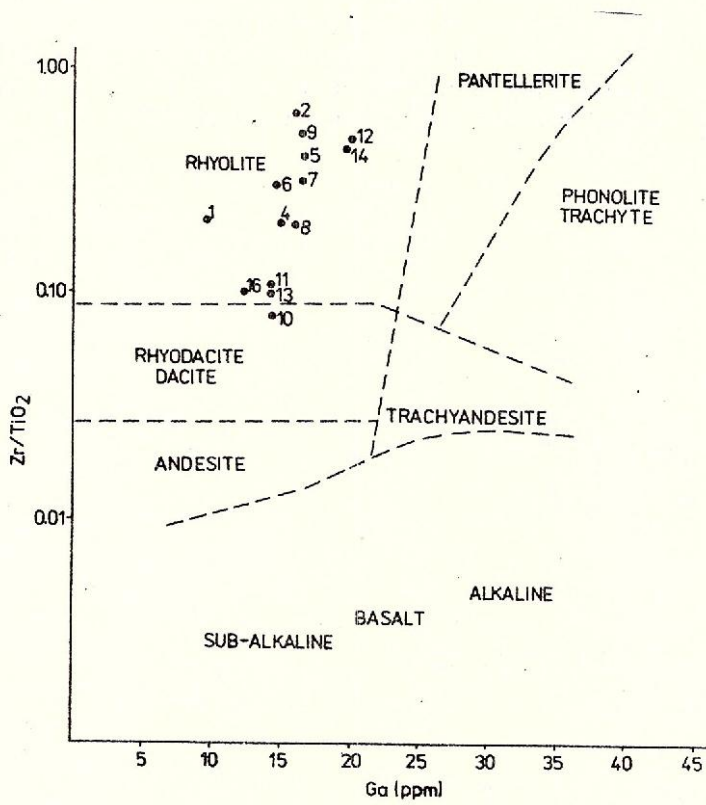 1.00
PANTELLERITE
2
9
12
5
14
RHYOLITE
6
7
PHONOLITE
TRACHYTE
1
4
8
0.10
16
11
13
10
RHYODACITE
DACITE
TRACHYANDESITE
ANDESITE
Zr/TiO₂
0.01
ALKALINE
BASALT
SUB-ALKALINE
5 10 15 20 25 30 35 40 45
Ga (ppm)